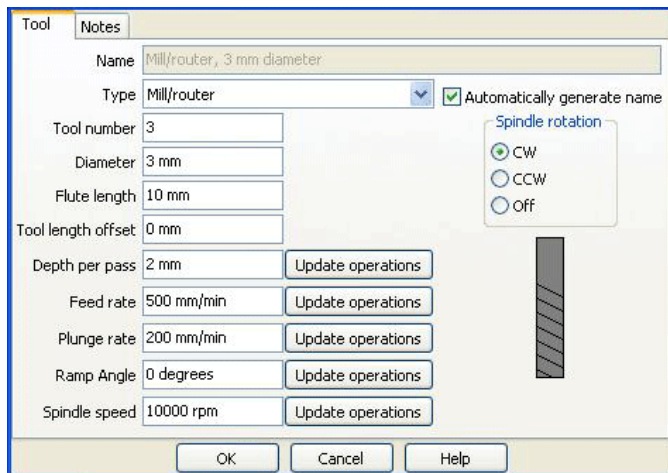 Tool Notes
Name Mill/router, 3 mm diameter
Type Mill/router Automatically generate name
Tool number 3
Spindle rotation
Diameter 3 mm
CW
CCW
Off
Flute length 10 mm
Tool length offset 0 mm
Depth per pass 2 mm Update operations
Feed rate 500 mm/min Update operations
Plunge rate 200 mm/min Update operations
Ramp Angle 0 degrees Update operations
Spindle speed 10000 rpm Update operations
OK Cancel Help